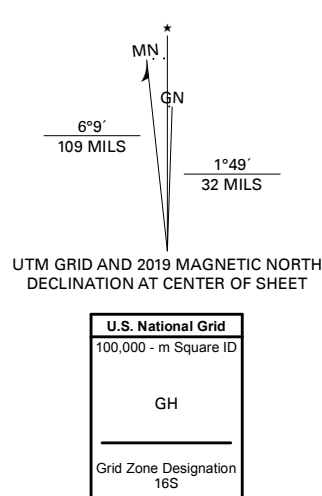 MN
GN
6°9´
109 MILS
1°49´
32 MILS
UTM GRID AND 2019 MAGNETIC NORTH
DECLINATION AT CENTER OF SHEET
U.S. National Grid
100,000 - m Square ID
GH
Grid Zone Designation
16S